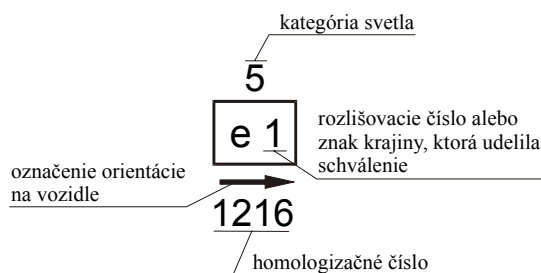 kategória svetla
5
e 1
rozlišovacie číslo alebo
znak krajiny, ktorá udelila
schválenie
označenie orientácie
na vozidle
1216
homologizačné číslo